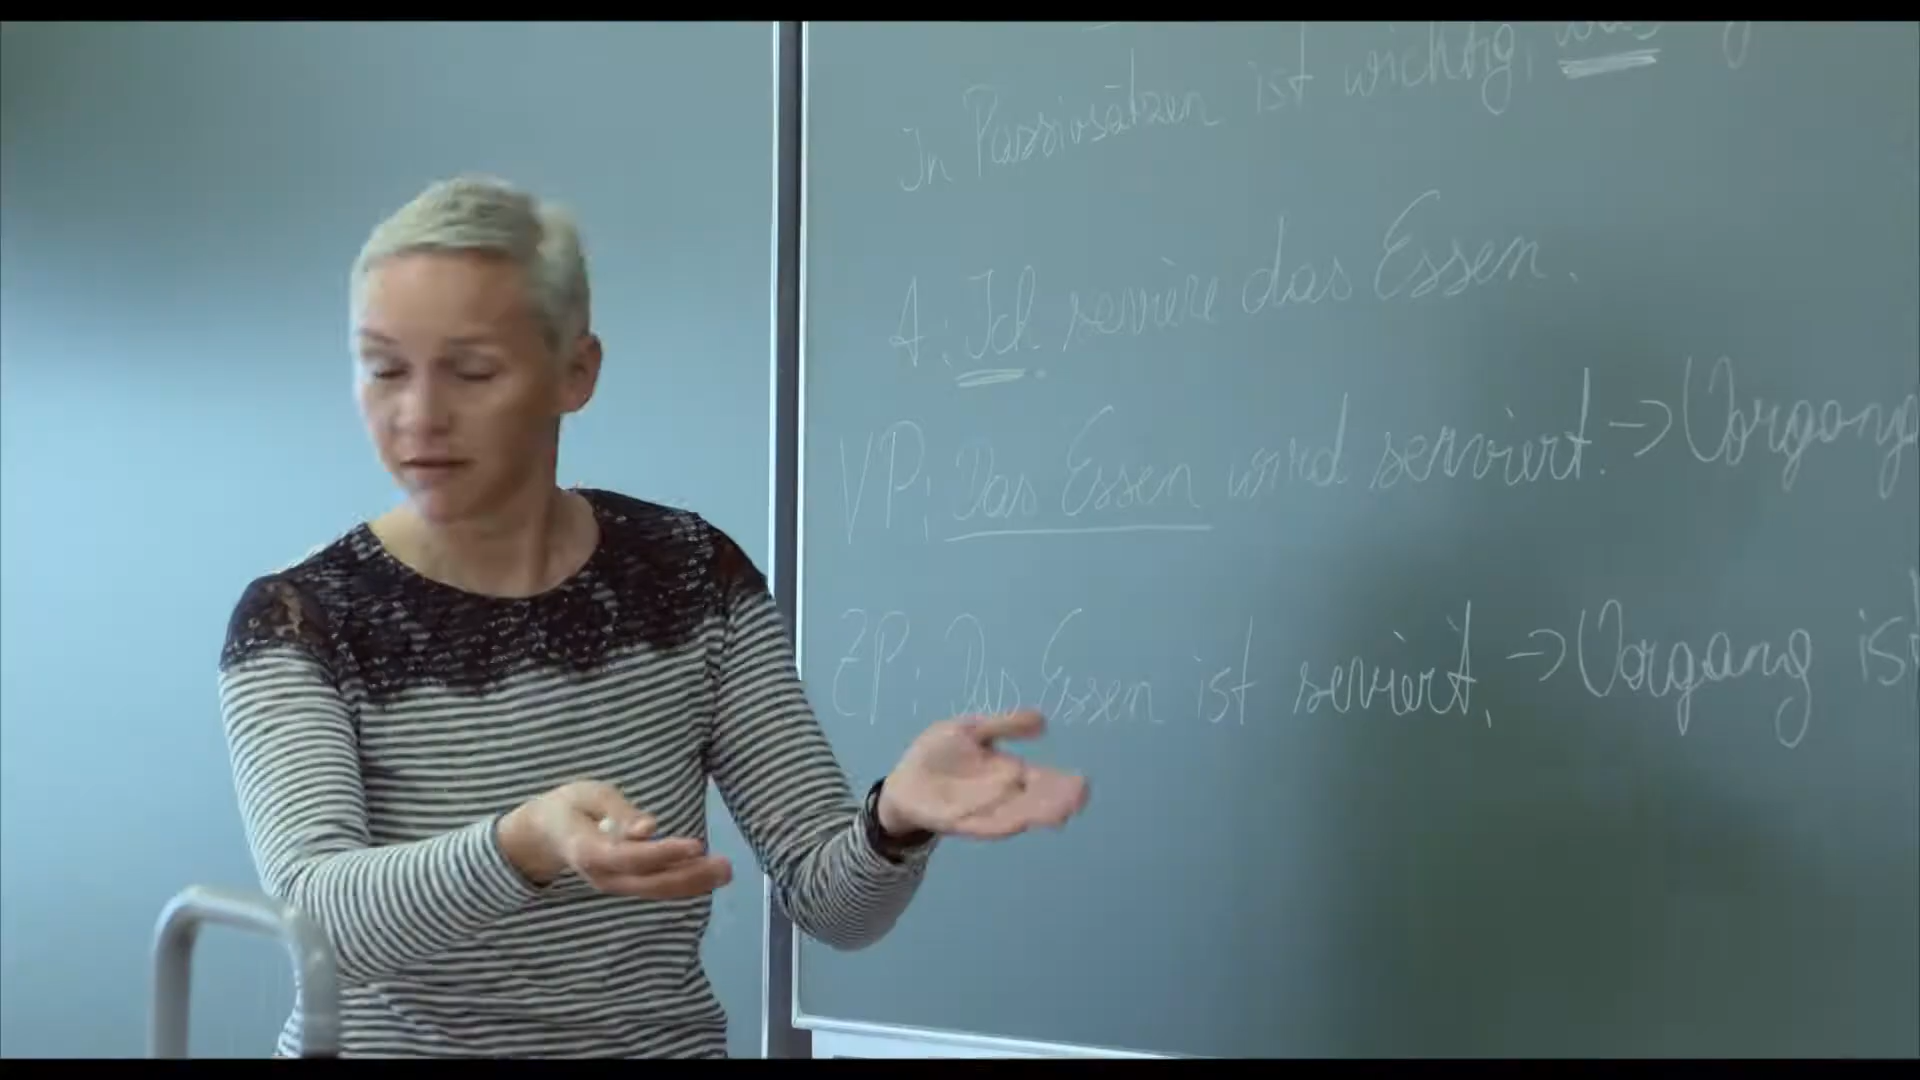 In Passivsätzen ist wichtig, was
A: Ich serviere das Essen.
VP: Das Essen wird serviert. -> Vorgang
ZP: Das Essen ist serviert. -> Vorgang ist